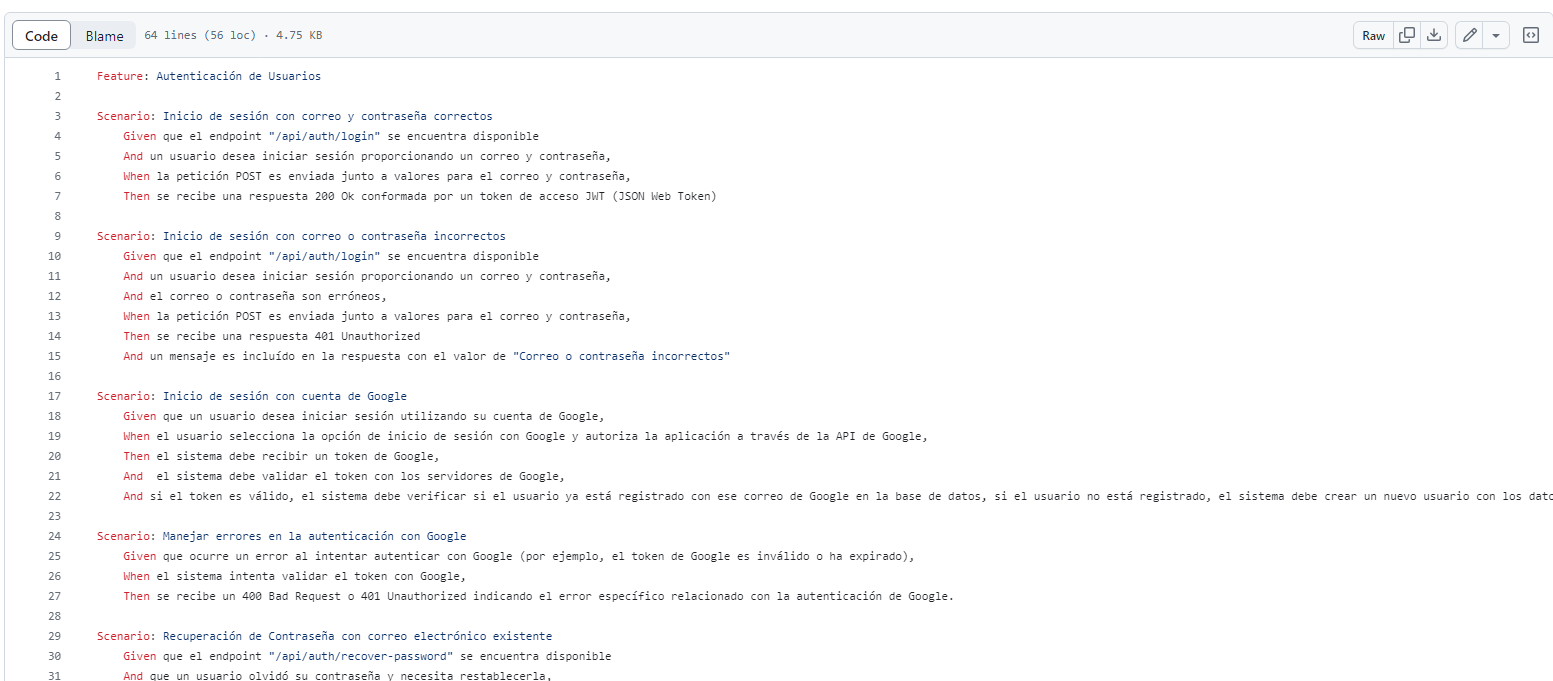 Code Blame 64 lines (56 loc) · 4.75 KB Raw
1 Feature: Autenticación de Usuarios
2
3 Scenario: Inicio de sesión con correo y contraseña correctos
4 Given que el endpoint "/api/auth/login" se encuentra disponible
5 And un usuario desea iniciar sesión proporcionando un correo y contraseña,
6 When la petición POST es enviada junto a valores para el correo y contraseña,
7 Then se recibe una respuesta 200 Ok conformada por un token de acceso JWT (JSON Web Token)
8
9 Scenario: Inicio de sesión con correo o contraseña incorrectos
10 Given que el endpoint "/api/auth/login" se encuentra disponible
11 And un usuario desea iniciar sesión proporcionando un correo y contraseña,
12 And el correo o contraseña son erróneos,
13 When la petición POST es enviada junto a valores para el correo y contraseña,
14 Then se recibe una respuesta 401 Unauthorized
15 And un mensaje es incluído en la respuesta con el valor de "Correo o contraseña incorrectos"
16
17 Scenario: Inicio de sesión con cuenta de Google
18 Given que un usuario desea iniciar sesión utilizando su cuenta de Google,
19 When el usuario selecciona la opción de inicio de sesión con Google y autoriza la aplicación a través de la API de Google,
20 Then el sistema debe recibir un token de Google,
21 And  el sistema debe validar el token con los servidores de Google,
22 And si el token es válido, el sistema debe verificar si el usuario ya está registrado con ese correo de Google en la base de datos, si el usuario no está registrado, el sistema debe crear un nuevo usuario con los dato
23
24 Scenario: Manejar errores en la autenticación con Google
25 Given que ocurre un error al intentar autenticar con Google (por ejemplo, el token de Google es inválido o ha expirado),
26 When el sistema intenta validar el token con Google,
27 Then se recibe un 400 Bad Request o 401 Unauthorized indicando el error específico relacionado con la autenticación de Google.
28
29 Scenario: Recuperación de Contraseña con correo electrónico existente
30 Given que el endpoint "/api/auth/recover-password" se encuentra disponible
31 And que un usuario olvidó su contraseña y necesita restablecerla,